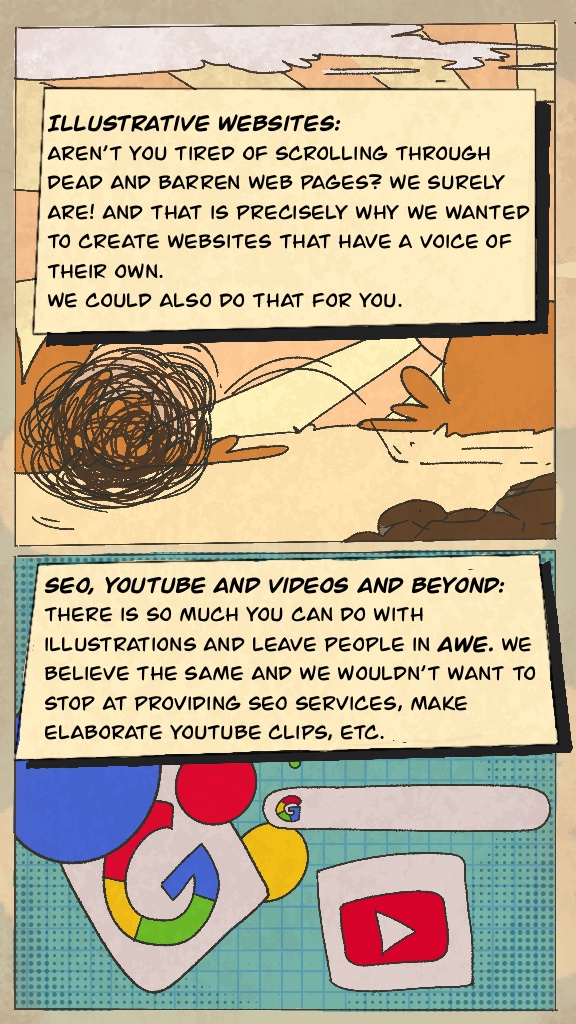 ILLUSTRATIVE WEBSITES:
AREN'T YOU TIRED OF SCROLLING THROUGH
DEAD AND BARREN WEB PAGES? WE SURELY
ARE! AND THAT IS PRECISELY WHY WE WANTED
TO CREATE WEBSITES THAT HAVE A VOICE OF
THEIR OWN.
WE COULD ALSO DO THAT FOR YOU.
SEO, YOUTUBE AND VIDEOS AND BEYOND:
THERE IS SO MUCH YOU CAN DO WITH
ILLUSTRATIONS AND LEAVE PEOPLE IN AWE. WE
BELIEVE THE SAME AND WE WOULDN'T WANT TO
STOP AT PROVIDING SEO SERVICES, MAKE
ELABORATE YOUTUBE CLIPS, ETC.
G
G